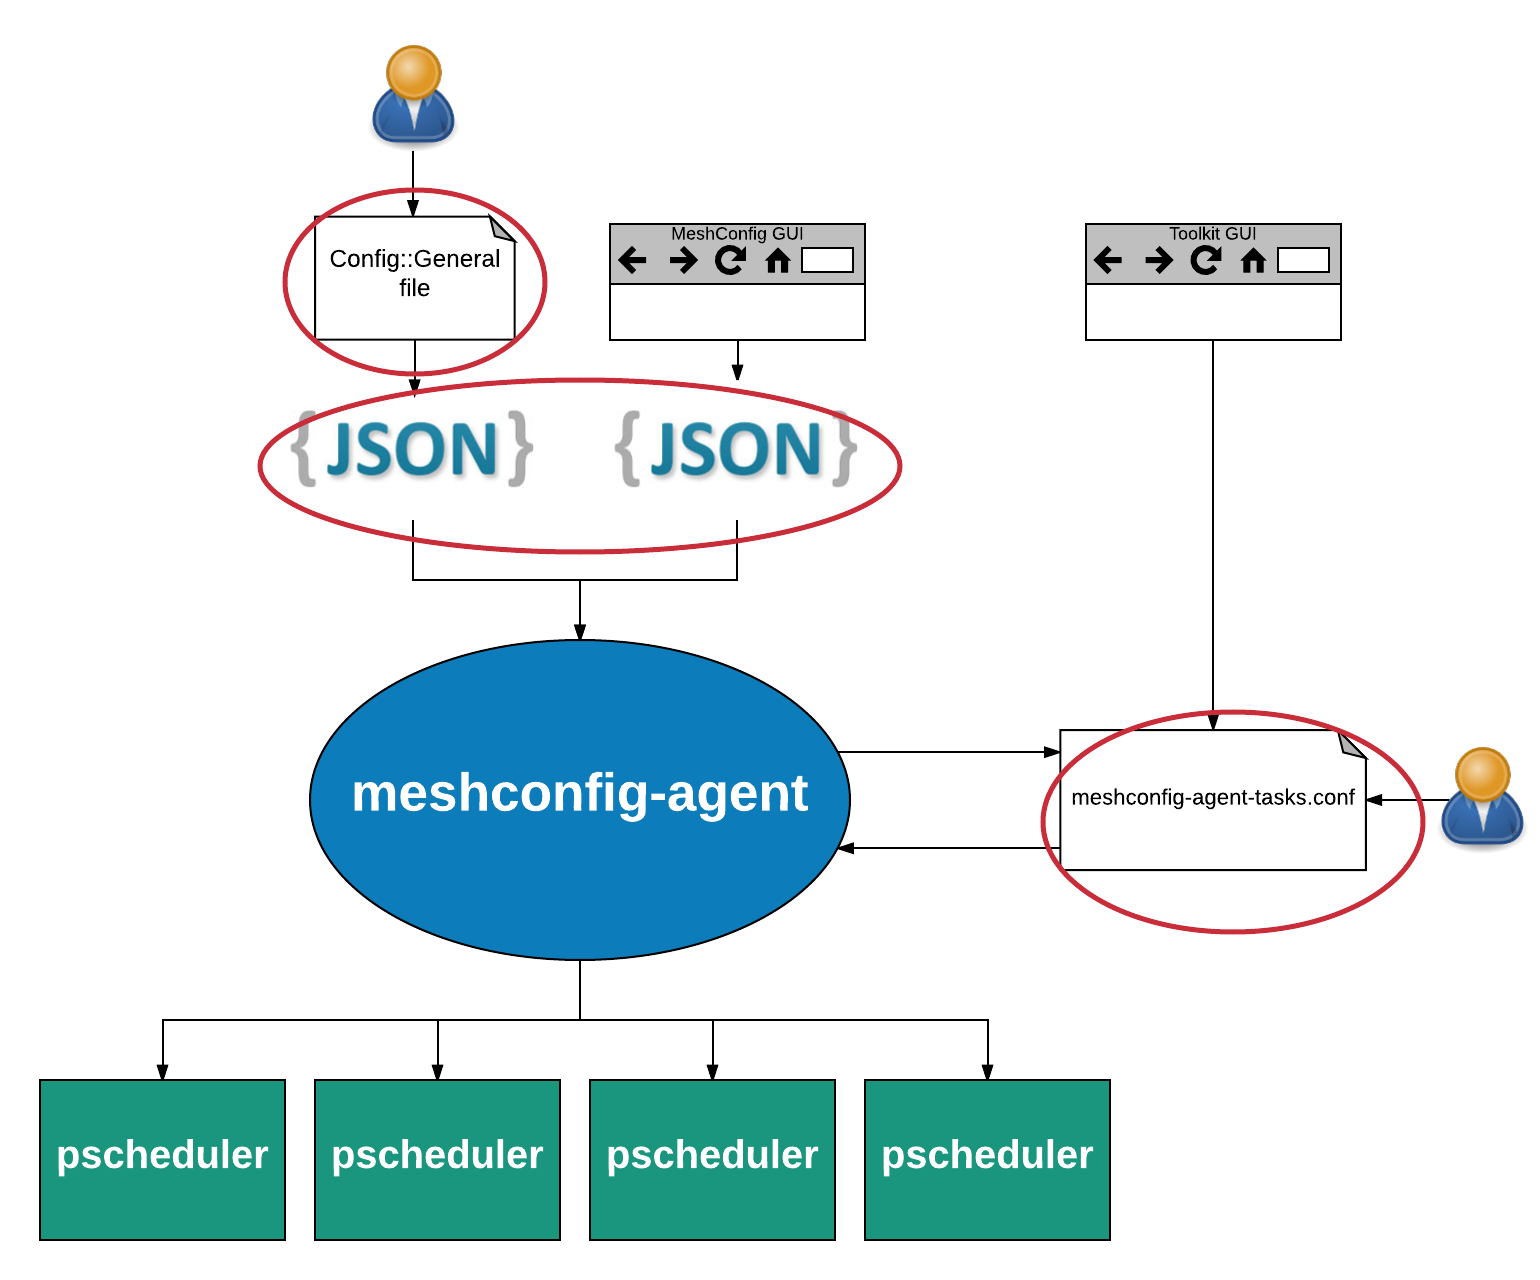 Config::General
file
MeshConfig GUI
Toolkit GUI
{JSON}
{JSON}
meshconfig-agent
meshconfig-agent-tasks.conf
pscheduler
pscheduler
pscheduler
pscheduler